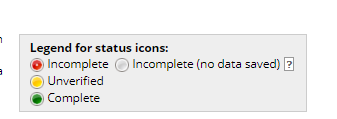 Legend for status icons:
Incomplete Incomplete (no data saved) ?
Unverified
Complete